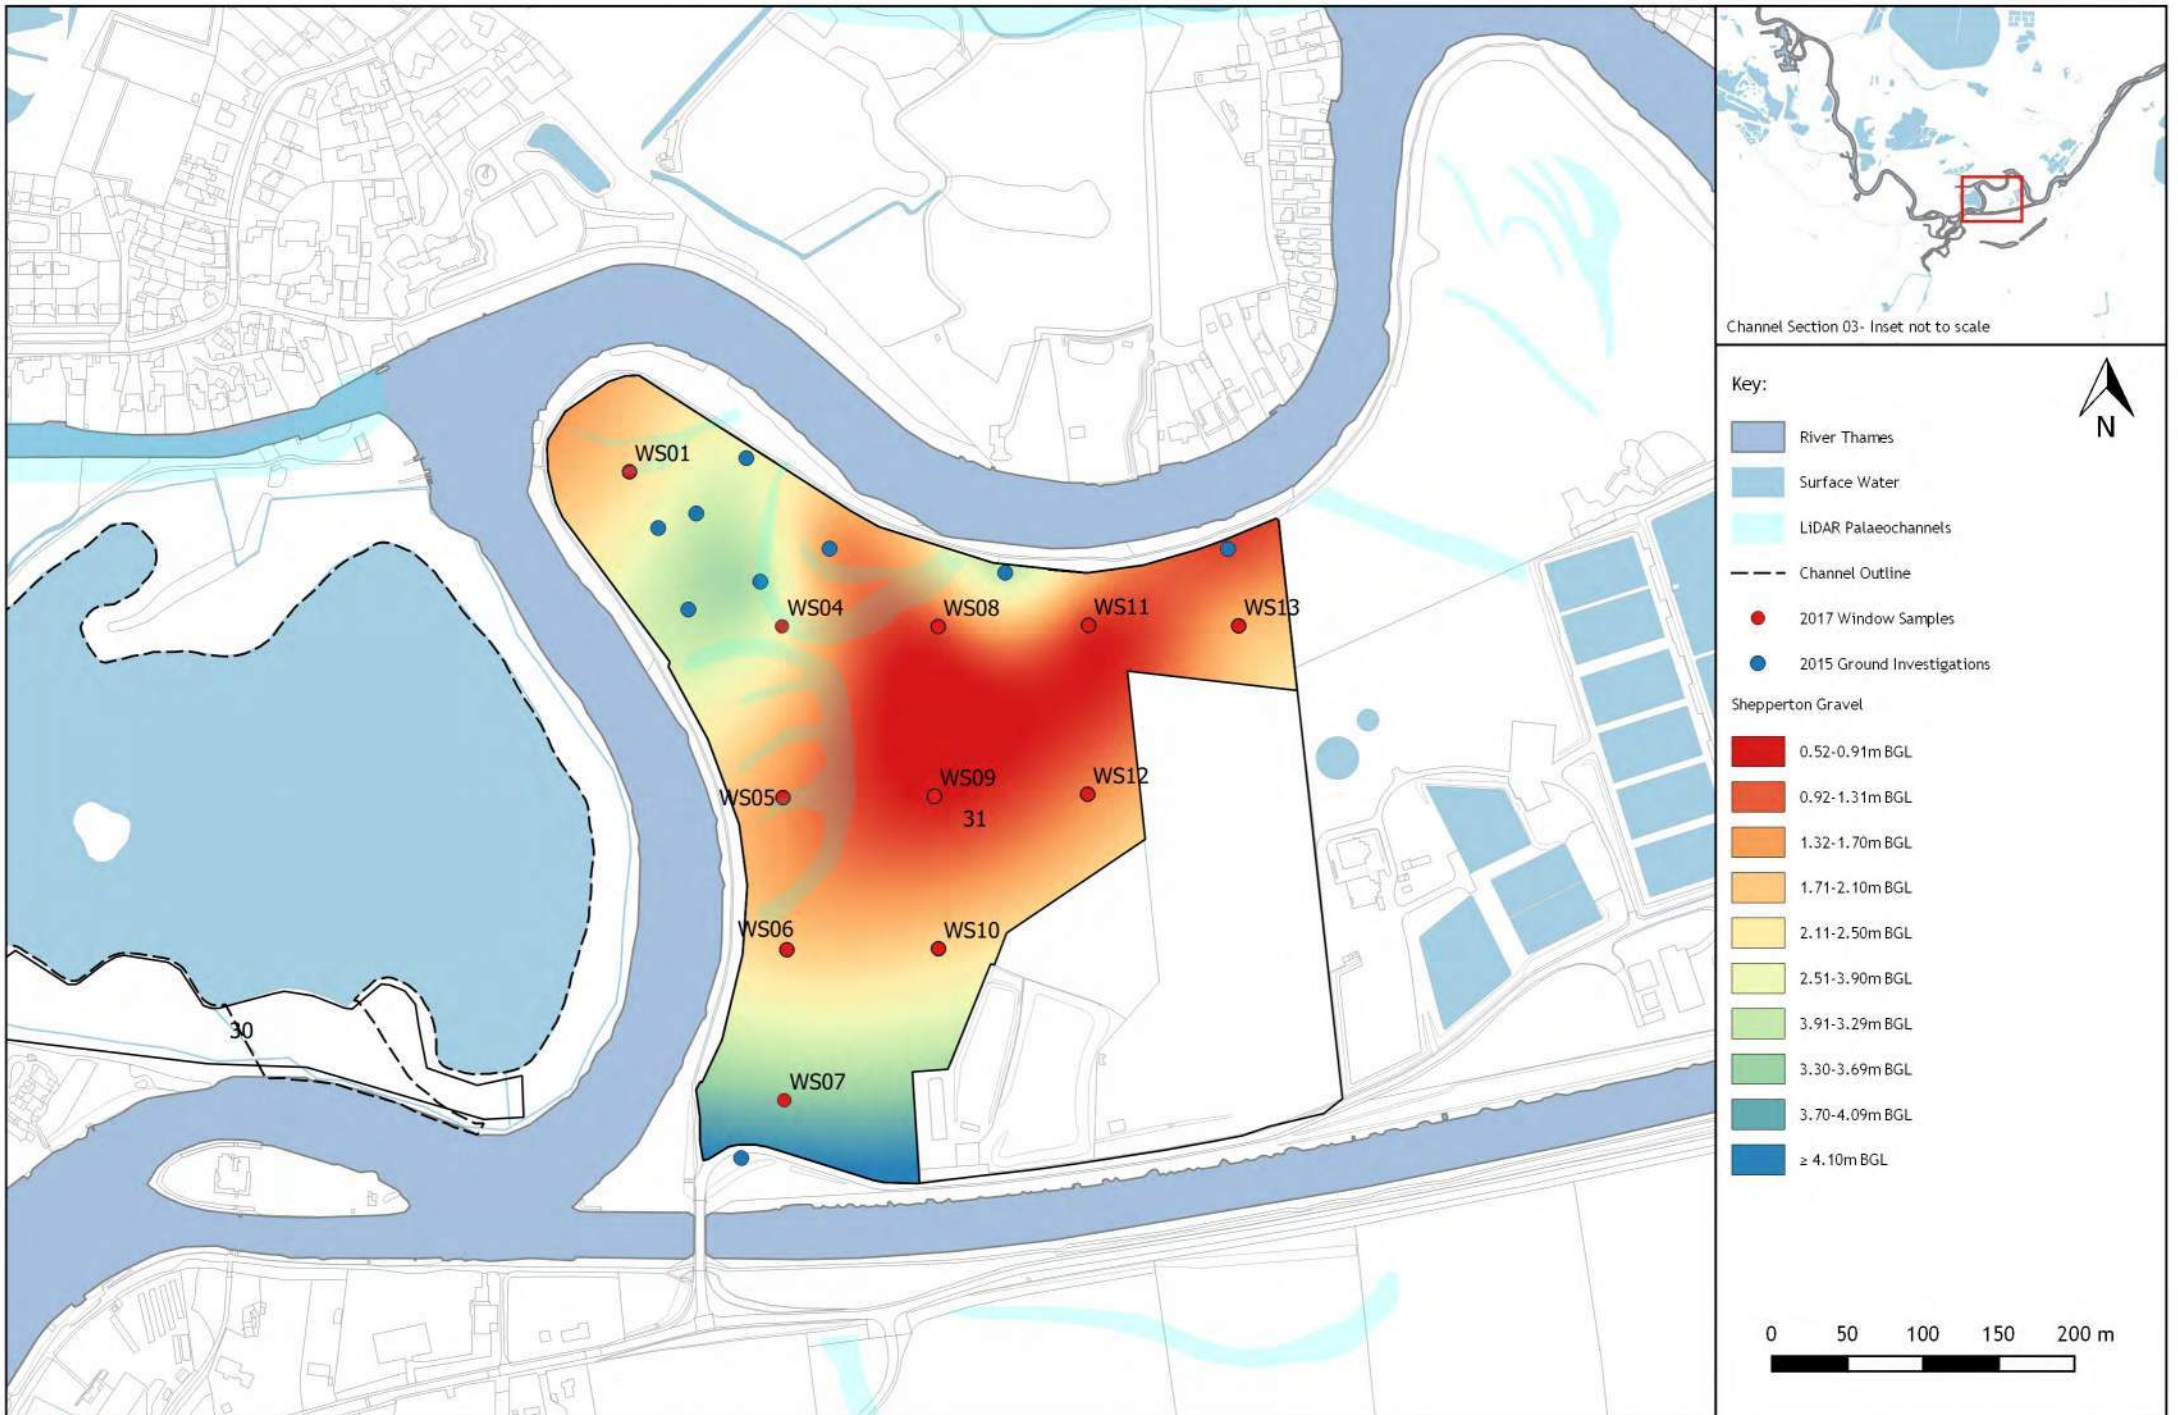 WS01
WS04
WS08
WS11
WS13
WS05
WS09
WS12
31
WS06
WS10
30
WS07
Channel Section 03- Inset not to scale
Key:
N
River Thames
Surface Water
LiDAR Palaeochannels
Channel Outline
2017 Window Samples
2015 Ground Investigations
Shepperton Gravel
0.52-0.91m BGL
0.92-1.31m BGL
1.32-1.70m BGL
1.71-2.10m BGL
2.11-2.50m BGL
2.51-3.90m BGL
3.91-3.29m BGL
3.30-3.69m BGL
3.70-4.09m BGL
≥ 4.10m BGL
0 50 100 150 200 m